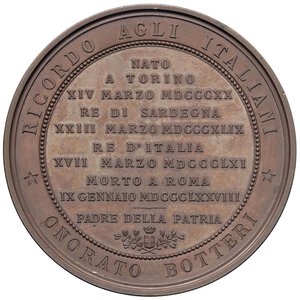 RICORDO AGLI ITALIANI
NATO
A TORINO
XIV MARZO MDCCCXX
RE DI SARDEGNA
XXIII MARZO MDCCCXLIX
RE D'ITALIA
XVII MARZO MDCCCLXI
MORTO A ROMA
IX GENNAIO MDCCCLXXVIII
PADRE DELLA PATRIA
ONORATO BOTTERI